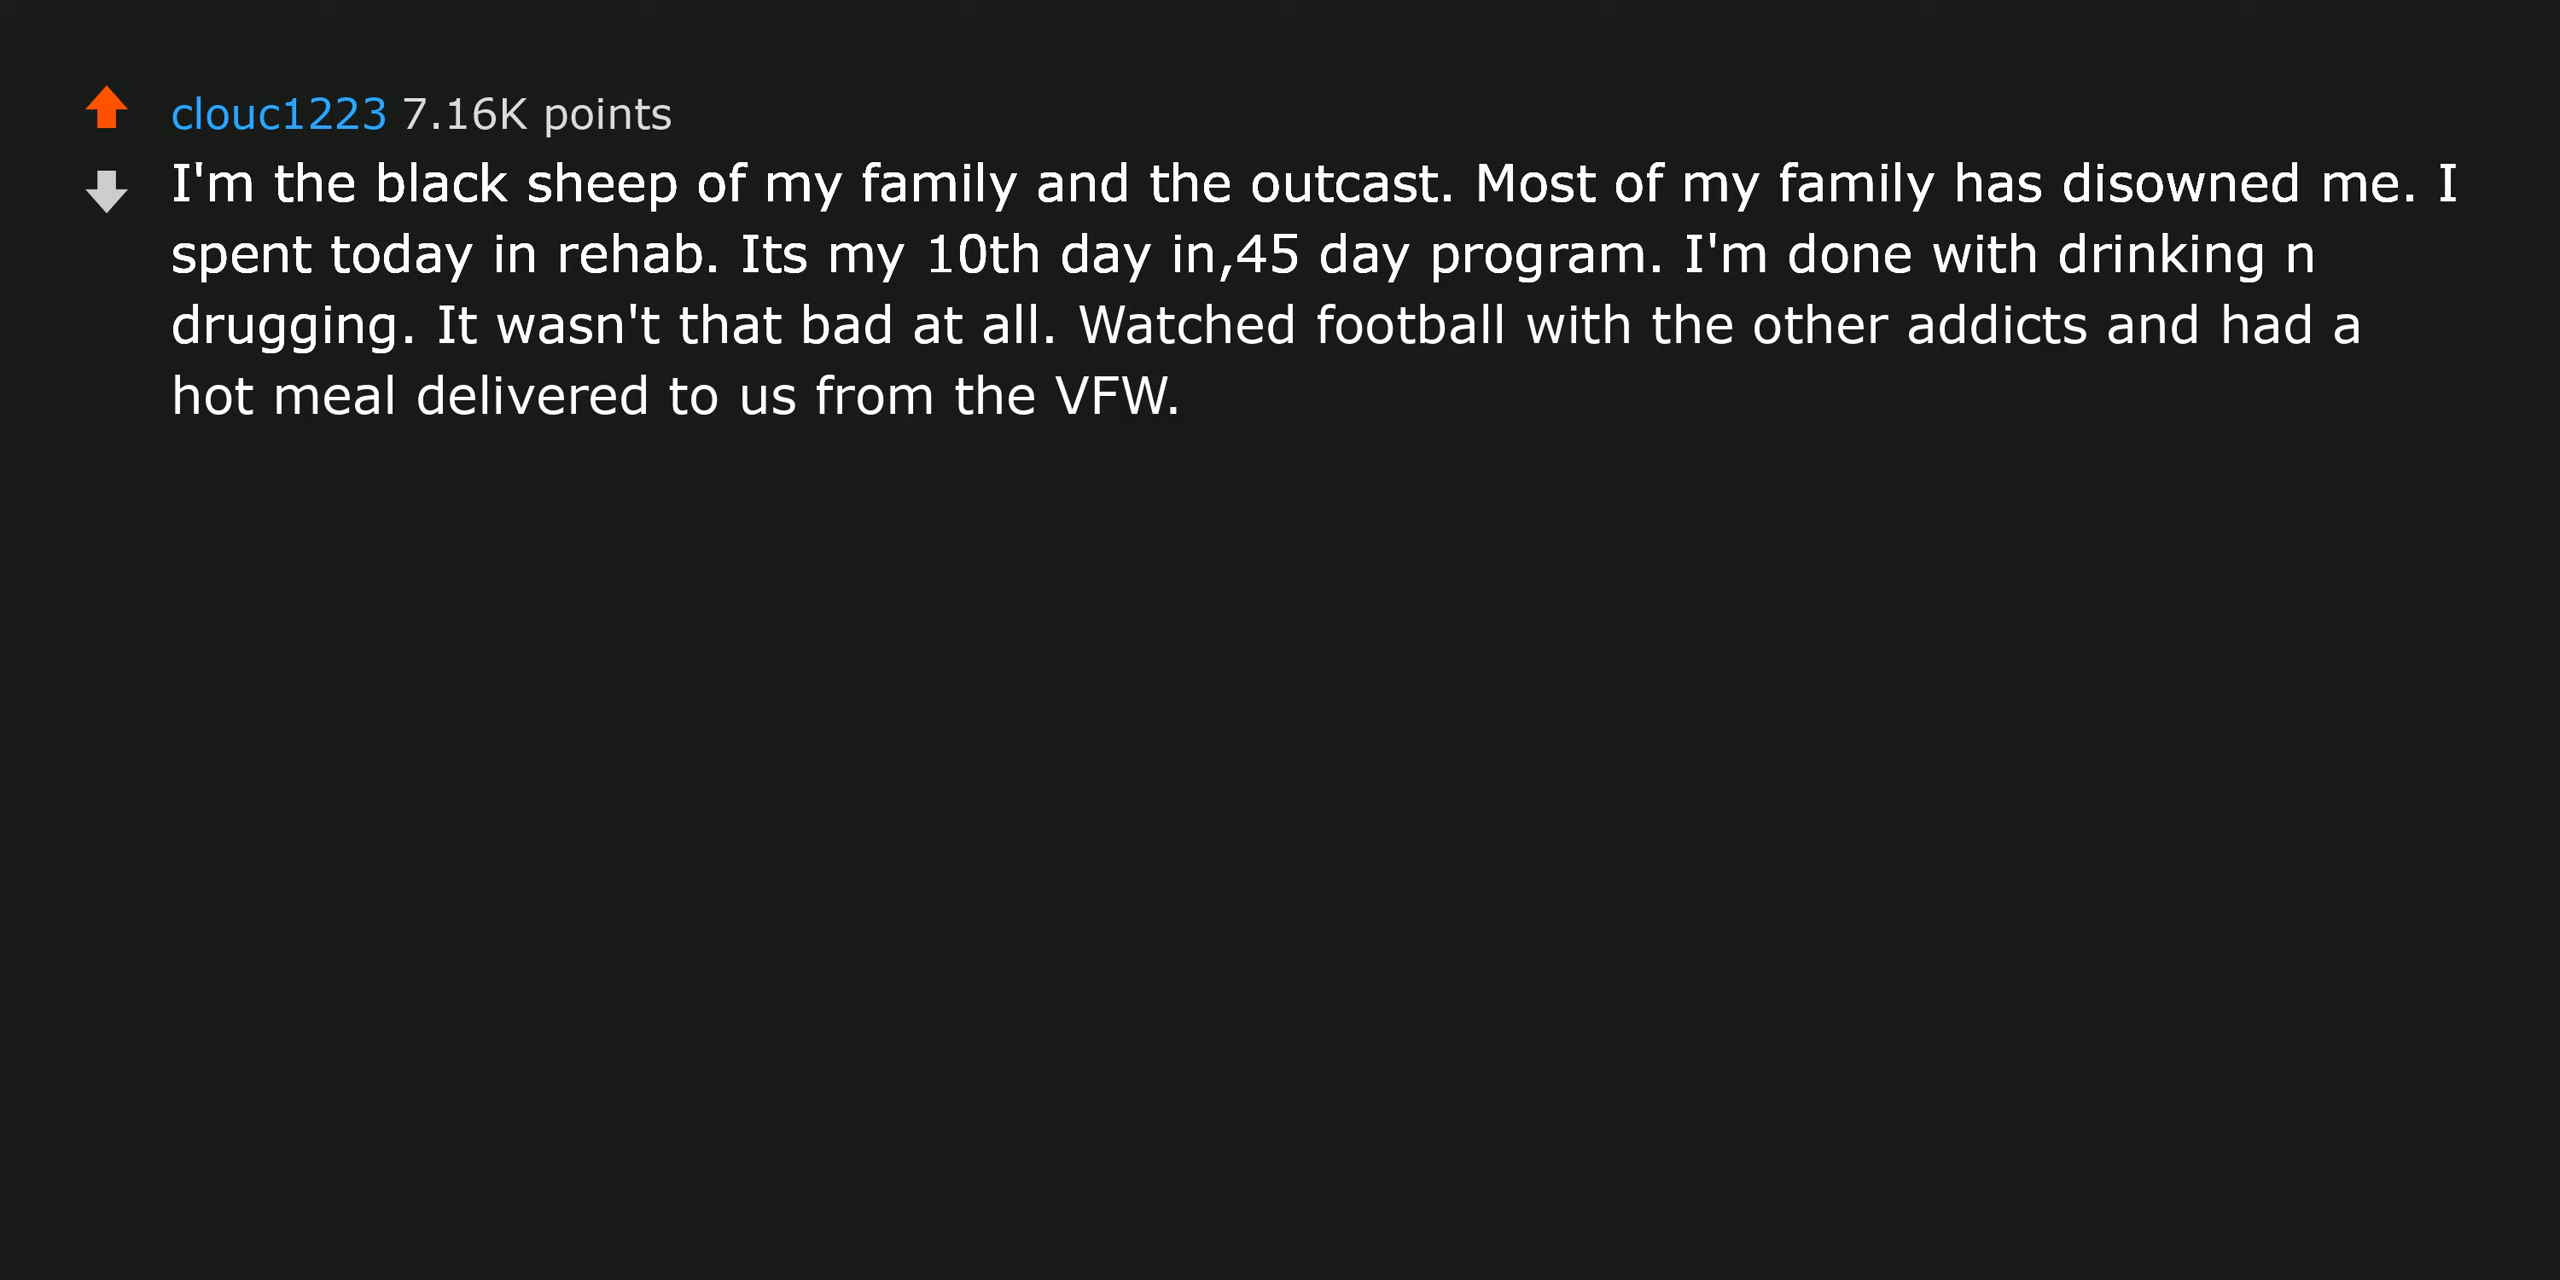 clouc1223 7.16K points
I'm the black sheep of my family and the outcast. Most of my family has disowned me. I
spent today in rehab. Its my 10th day in,45 day program. I'm done with drinking n
drugging. It wasn't that bad at all. Watched football with the other addicts and had a
hot meal delivered to us from the VFW.